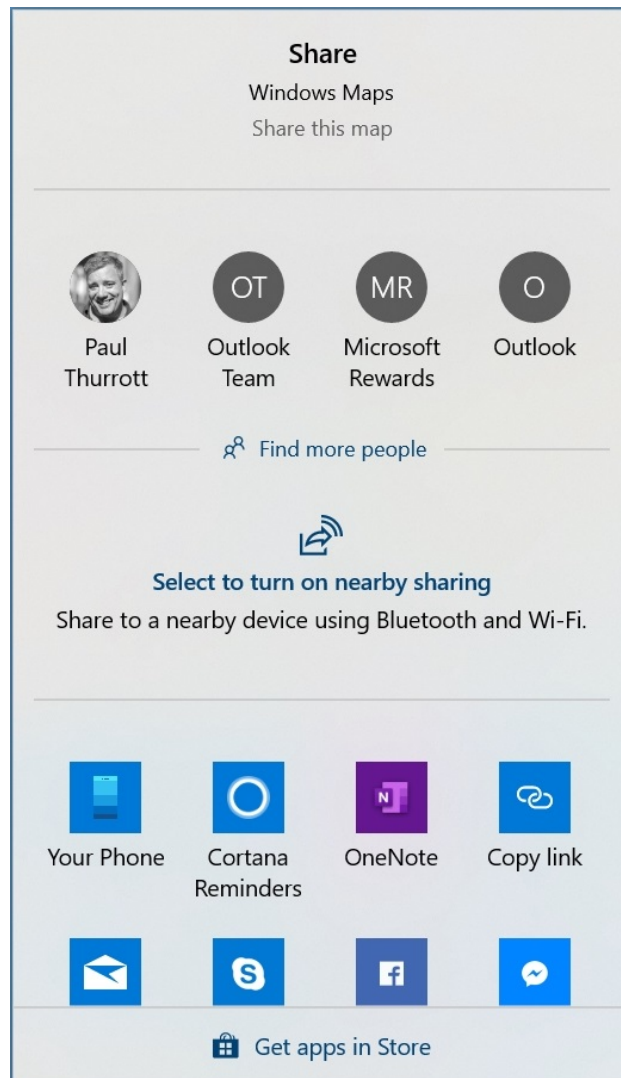 Share
Windows Maps
Share this map
OT
MR
O
Paul
Thurrott
Outlook
Team
Microsoft
Rewards
Outlook
Find more people
Select to turn on nearby sharing
Share to a nearby device using Bluetooth and Wi-Fi.
N
Your Phone
Cortana
Reminders
OneNote
Copy link
S
f
Get apps in Store